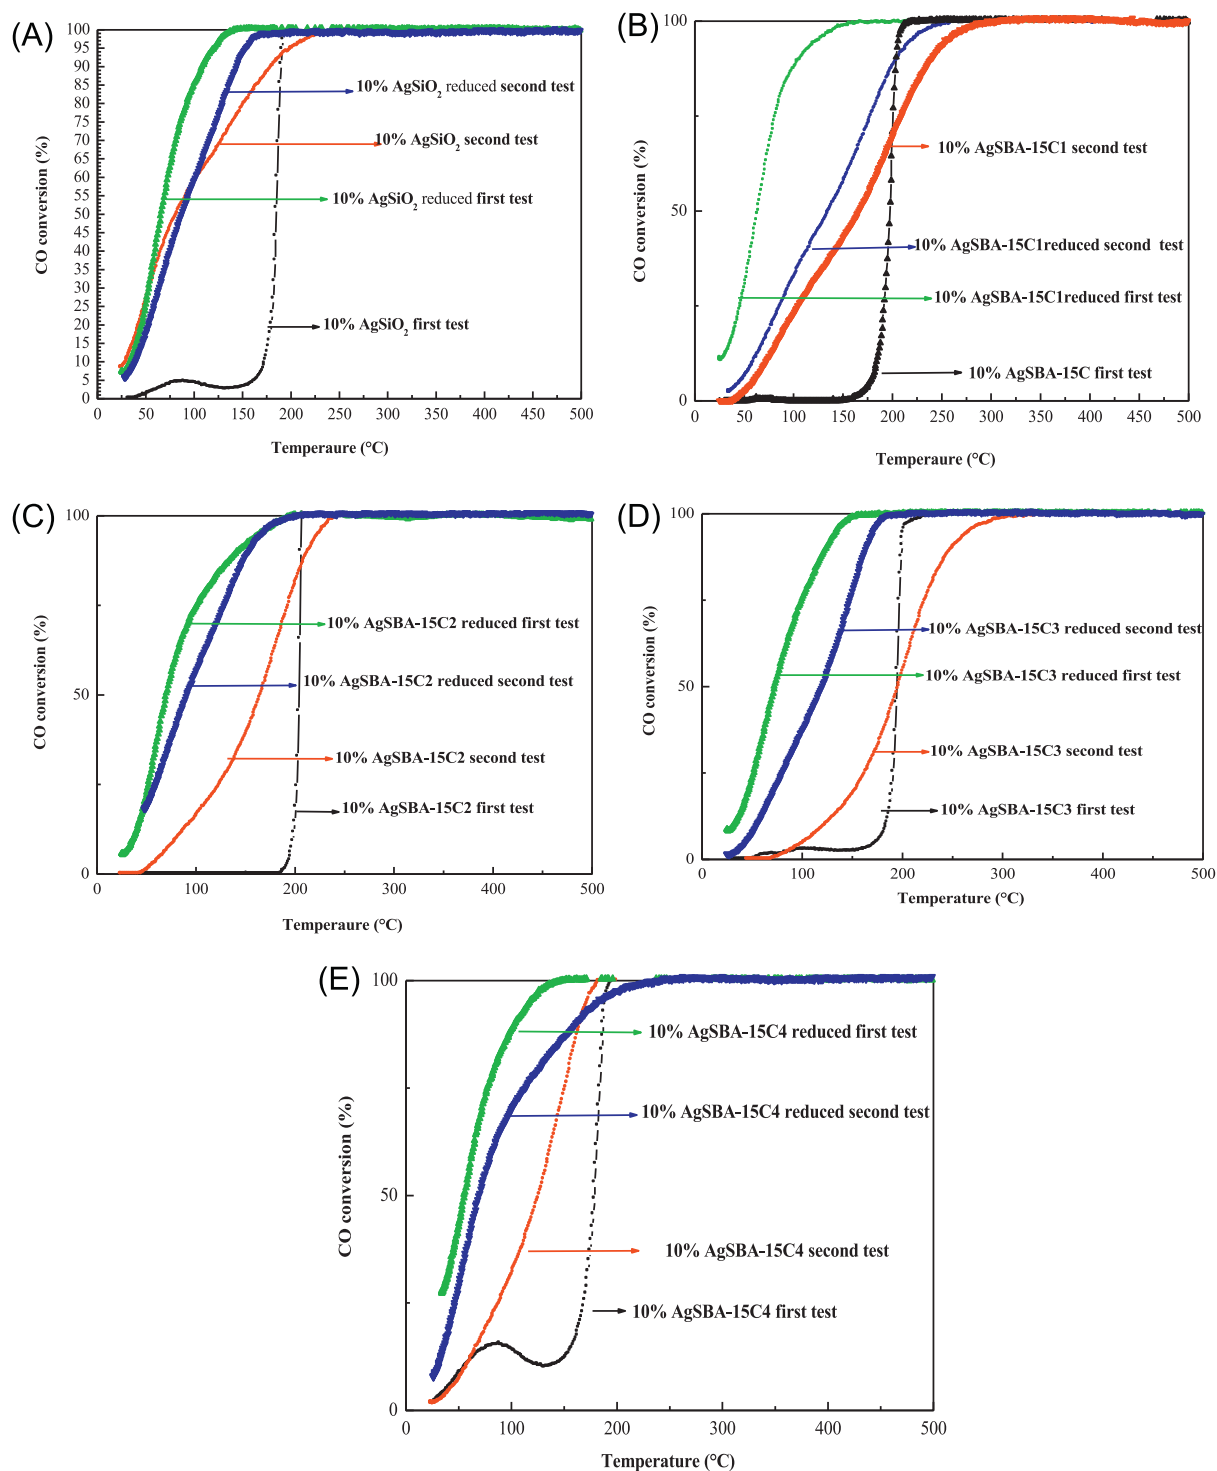 (A)
100
95
90
85
80
75
70
65
60
55
50
45
40
35
30
25
20
15
10
5
0
CO conversion (%)
10% AgSiO2 reduced second test
10% AgSiO2 second test
10% AgSiO2 reduced first test
10% AgSiO2 first test
0 50 100 150 200 250 300 350 400 450 500
Temperaure (°C)
(B)
100
50
0
CO conversion (%)
10% AgSBA-15C1 second test
10% AgSBA-15C1reduced second test
10% AgSBA-15C1reduced first test
10% AgSBA-15C first test
0 50 100 150 200 250 300 350 400 450 500
Temperaure (°C)
(C)
100
50
0
CO conversion (%)
10% AgSBA-15C2 reduced first test
10% AgSBA-15C2 reduced second test
10% AgSBA-15C2 second test
10% AgSBA-15C2 first test
0 100 200 300 400 500
Temperaure (°C)
(D)
100
50
0
CO conversion (%)
10% AgSBA-15C3 reduced second test
10% AgSBA-15C3 reduced first test
10% AgSBA-15C3 second test
10% AgSBA-15C3 first test
0 100 200 300 400 500
Temperature (°C)
(E)
100
50
0
CO conversion (%)
10% AgSBA-15C4 reduced first test
10% AgSBA-15C4 reduced second test
10% AgSBA-15C4 second test
10% AgSBA-15C4 first test
0 100 200 300 400 500
Temperature (°C)